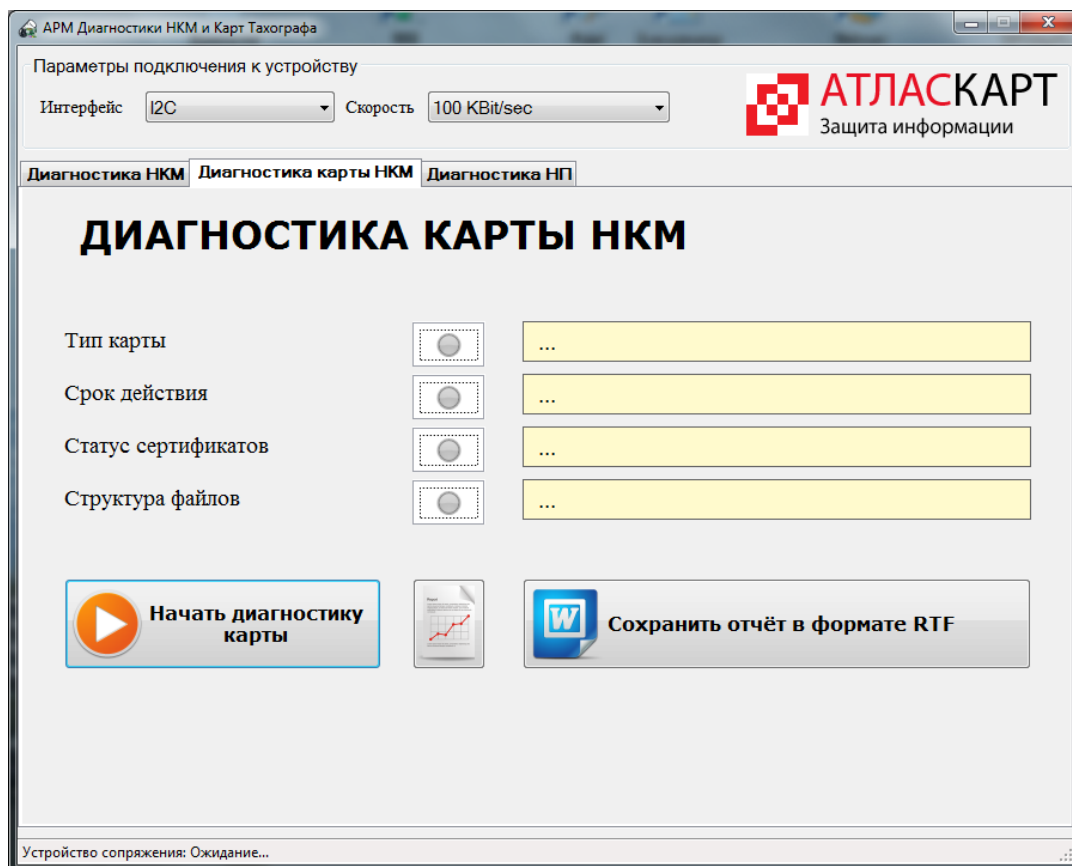 АРМ Диагностики НКМ и Карт Тахографа
Параметры подключения к устройству
Интерфейс I2C Скорость 100 KBit/sec
АТЛАСКАРТ
Защита информации
Диагностика НКМ Диагностика карты НКМ Диагностика НП
ДИАГНОСТИКА КАРТЫ НКМ
Тип карты ...
Срок действия ...
Статус сертификатов ...
Структура файлов ...
Начать диагностику
карты
Сохранить отчёт в формате RTF
Устройство сопряжения: Ожидание...